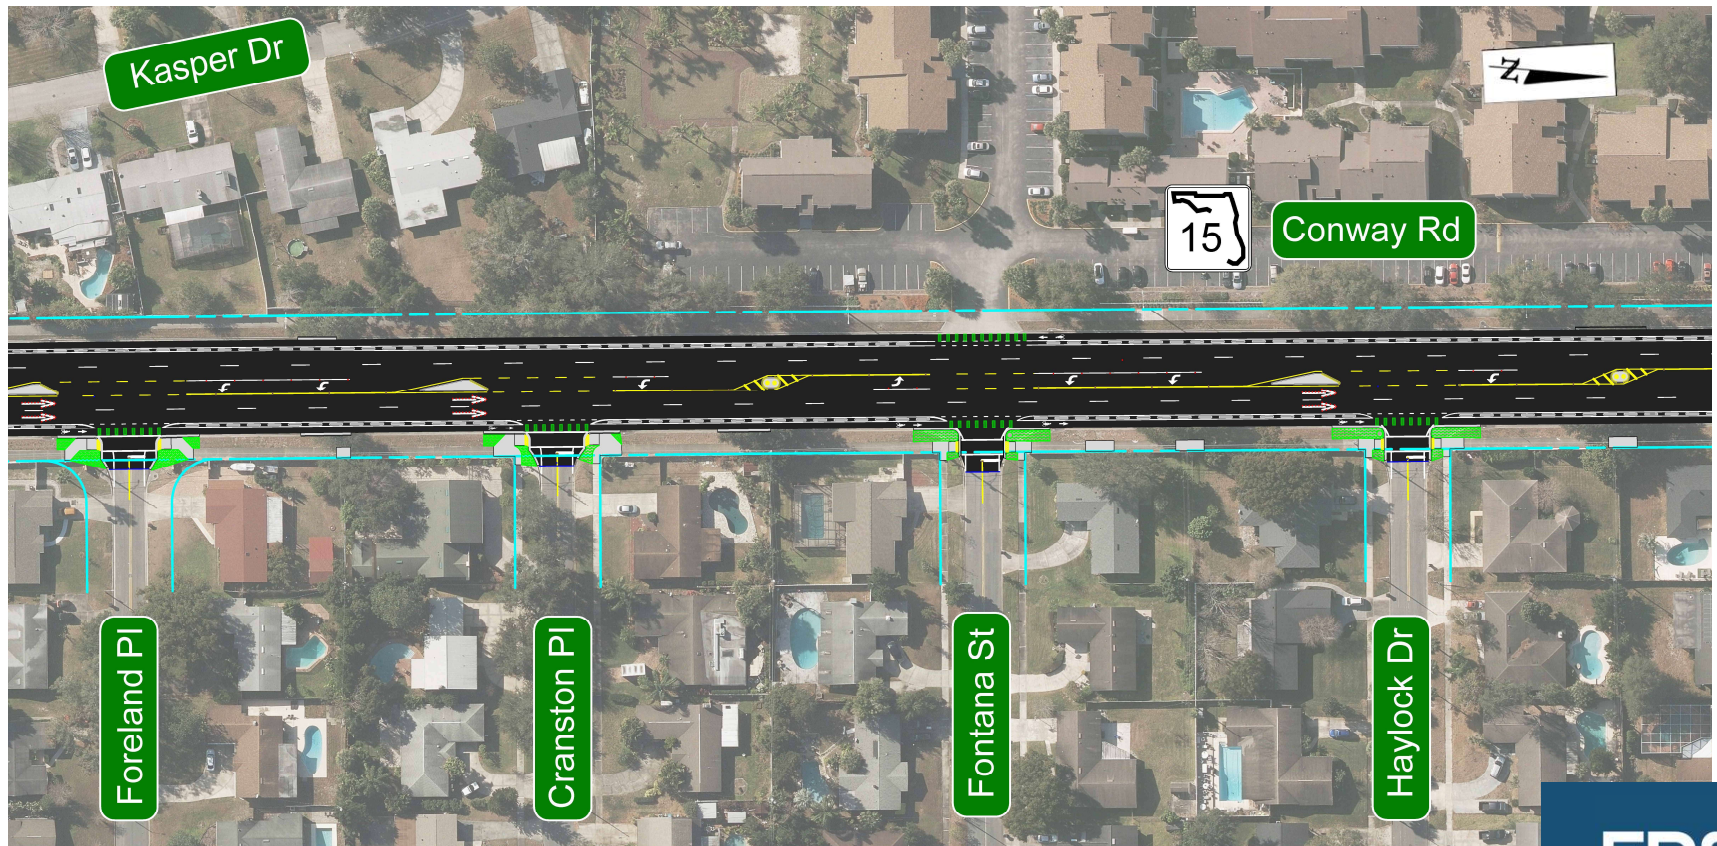 Kasper Dr
N
15
Conway Rd
Foreland Pl
Cranston Pl
Fontana St
Haylock Dr